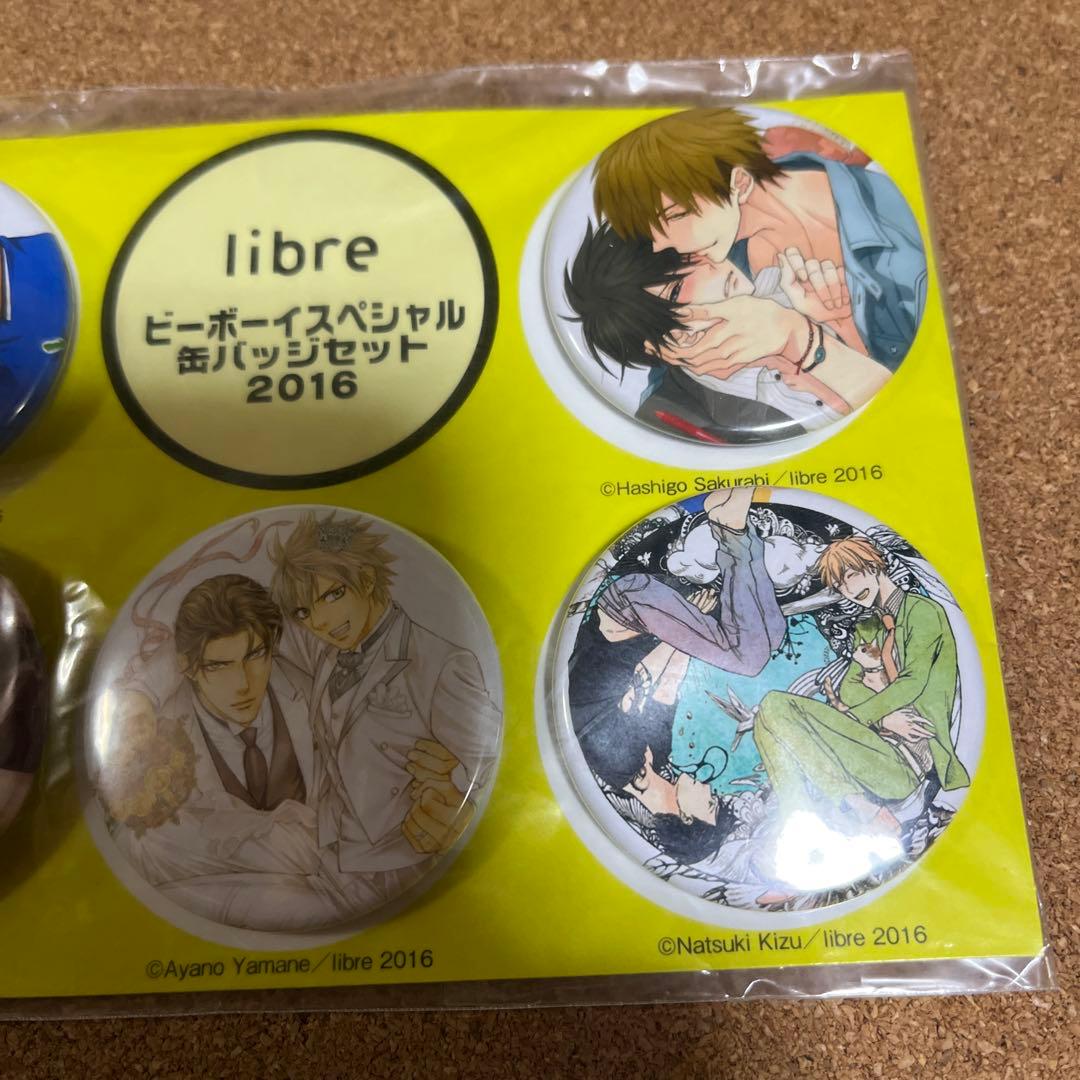 libre
ビーボーイスペシャル
缶バッジセット
2016
©Hashigo Sakurabi／libre 2016
©Ayano Yamane／libre 2016
©Natsuki Kizu／libre 2016